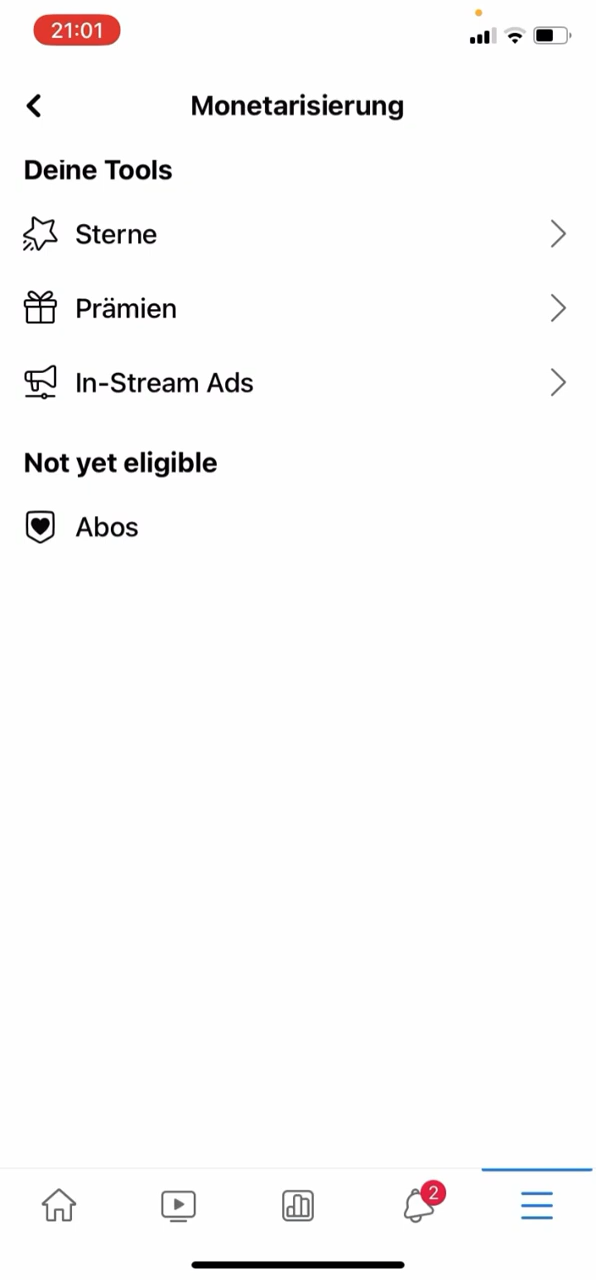 21:01
Monetarisierung
Deine Tools
Sterne
Prämien
In-Stream Ads
Not yet eligible
Abos
2